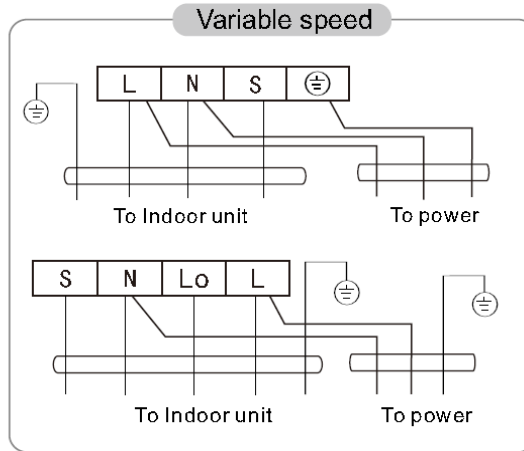 Variable speed
L N S
To Indoor unit To power
S N Lo L
To Indoor unit To power